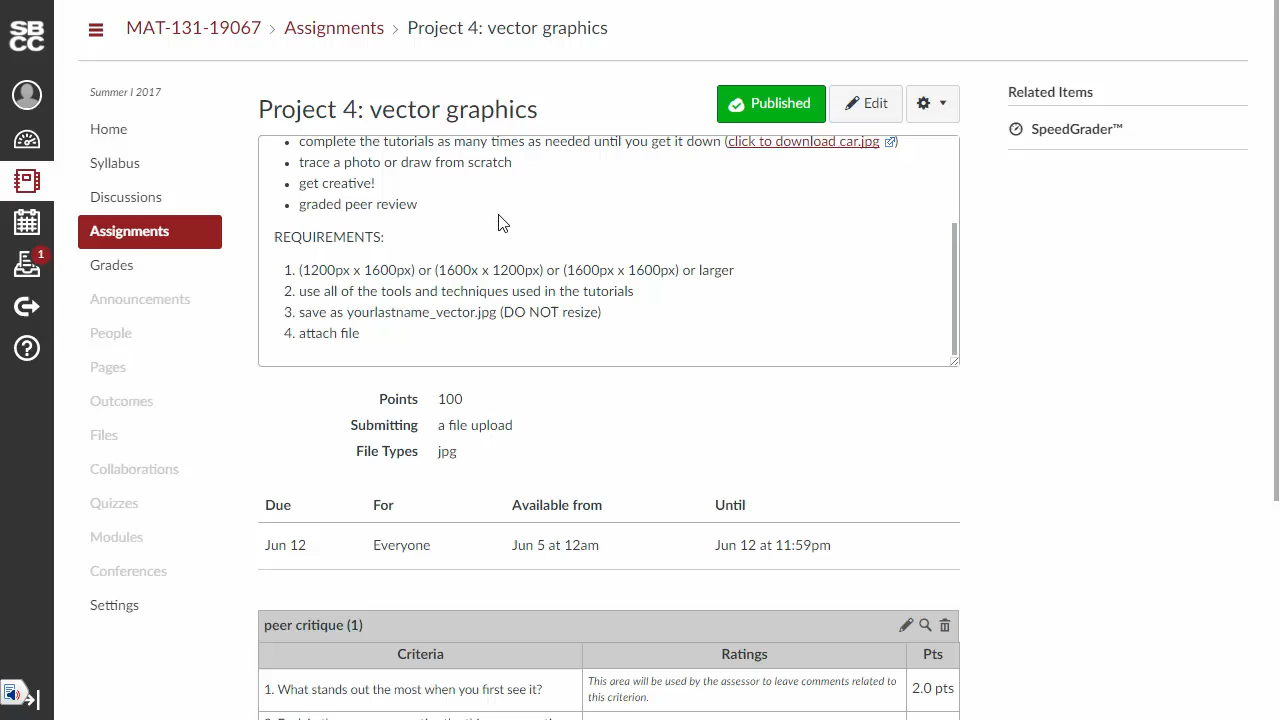 SB
CC
MAT-131-19067 › Assignments › Project 4: vector graphics
Summer I 2017
Home
Syllabus
Discussions
Assignments
Grades
Announcements
People
Pages
Outcomes
Files
Collaborations
Quizzes
Modules
Conferences
Settings
1
Project 4: vector graphics
Published
Edit
• complete the tutorials as many times as needed until you get it down (click to download car.jpg)
• trace a photo or draw from scratch
• get creative!
• graded peer review
REQUIREMENTS:
1. (1200px x 1600px) or (1600x x 1200px) or (1600px x 1600px) or larger
2. use all of the tools and techniques used in the tutorials
3. save as yourlastname_vector.jpg (DO NOT resize)
4. attach file
Points 100
Submitting a file upload
File Types jpg
Due For Available from Until
Jun 12 Everyone Jun 5 at 12am Jun 12 at 11:59pm
peer critique (1)
Criteria Ratings Pts
1. What stands out the most when you first see it?
This area will be used by the assessor to leave comments related to
this criterion.
2.0 pts
Related Items
SpeedGrader™